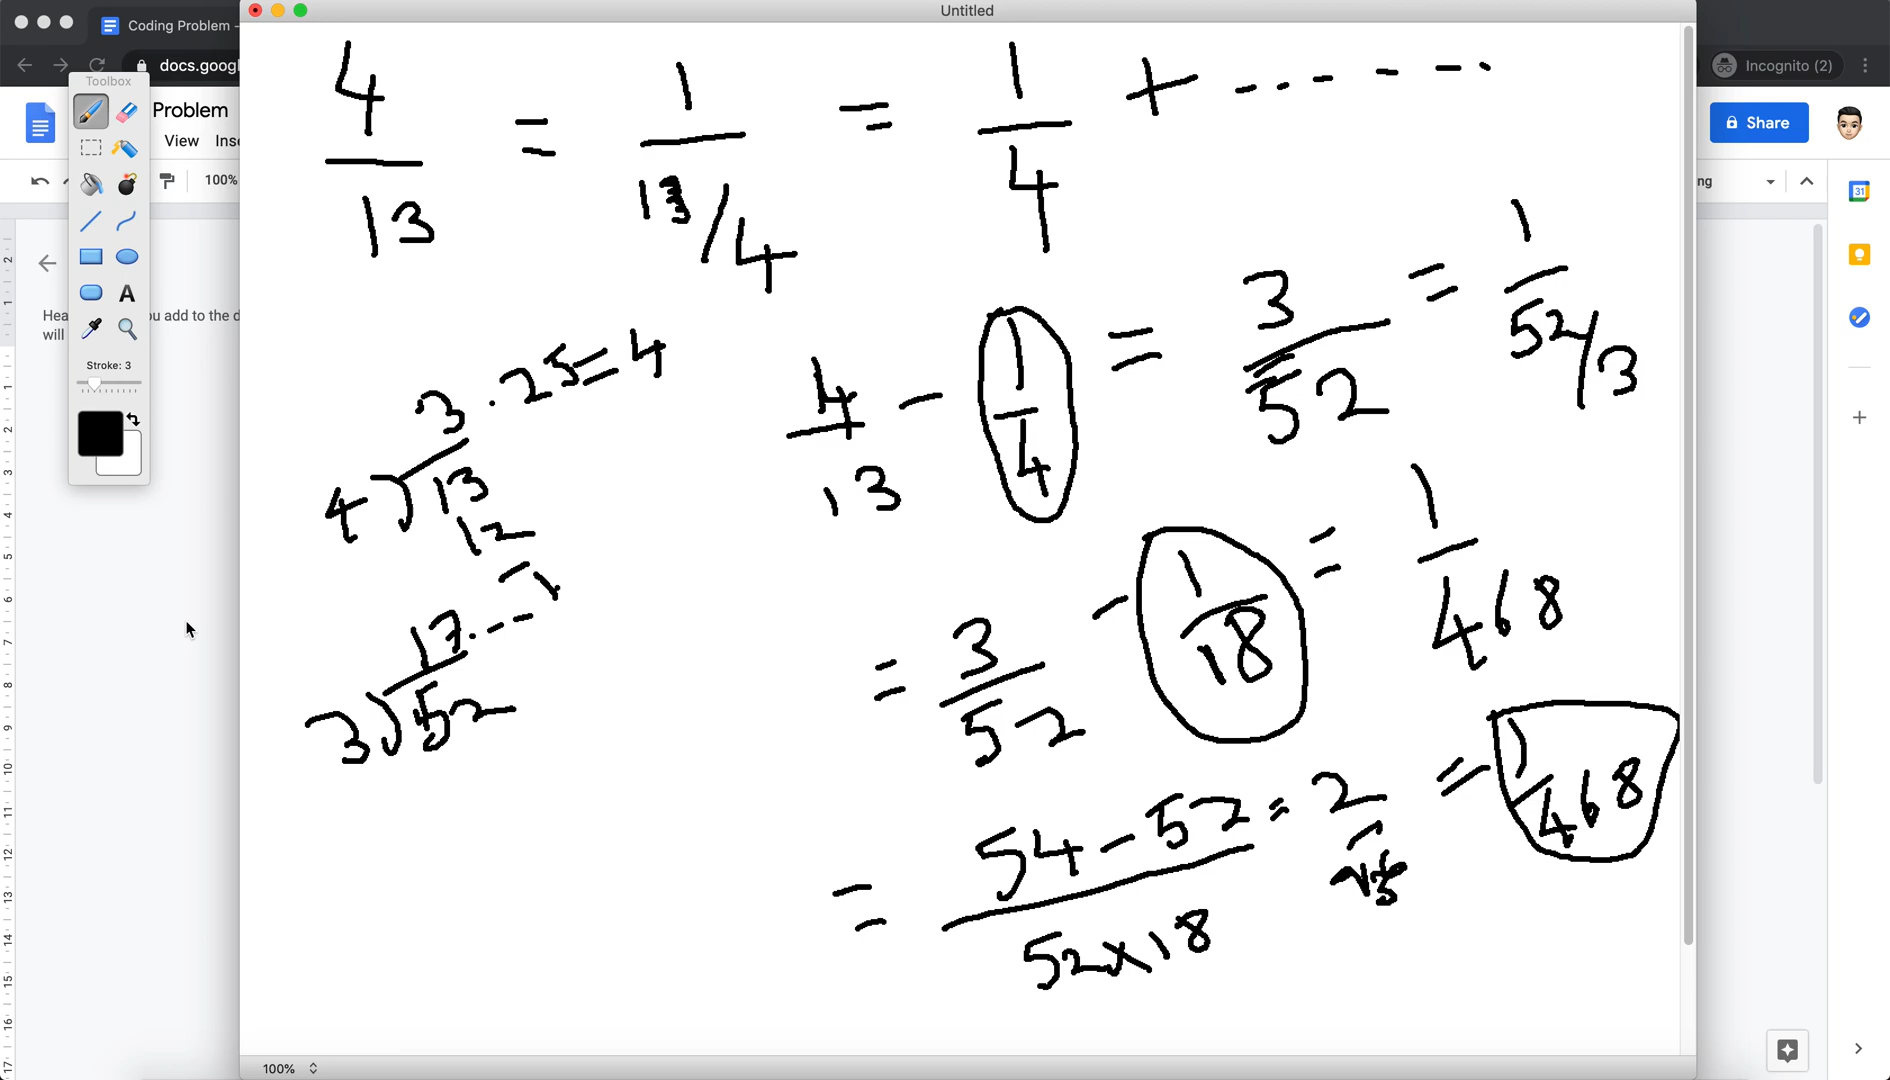 Untitled
Coding Problem -
docs.googl
Incognito (2)
Toolbox
Problem
View Inse
Share
100%
ng
31
Hea
ou add to the d
will
Stroke: 3
4/13 = 1/(13/4) = 1/4 + .......
3.25=4
4)13
12
1
4/13 - 1/4 = 3/52 = 1/(52/3)
17...
3)52
= 3/52 - 1/18 = 1/468
= (54-52)/(52x18) = 2/ = 1/468
100%